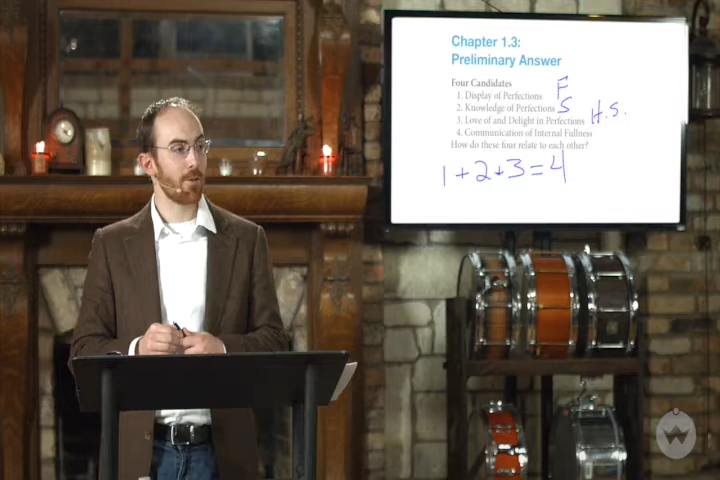 Chapter 1.3:
Preliminary Answer
Four Candidates
1. Display of Perfections F
2. Knowledge of Perfections S
3. Love of and Delight in Perfections H.S.
4. Communication of Internal Fullness
How do these four relate to each other?
1+2+3=4
W